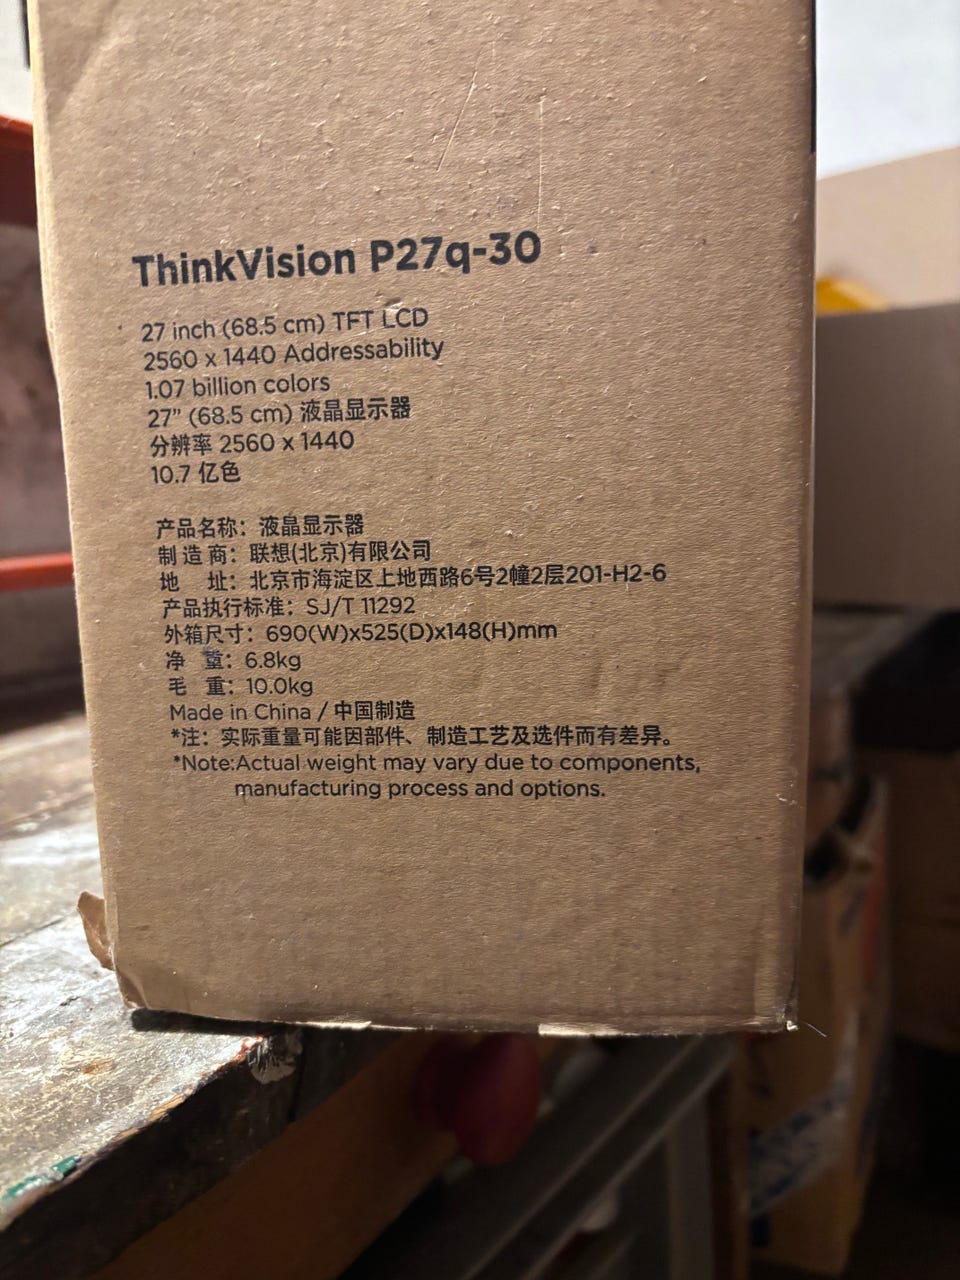 ThinkVision P27q-30
27 inch (68.5 cm) TFT LCD
2560 x 1440 Addressability
1.07 billion colors
27” (68.5 cm) 液晶显示器
分辨率 2560 x 1440
10.7 亿色
产品名称：液晶显示器
制 造 商：联想(北京)有限公司
地 址：北京市海淀区上地西路6号2幢2层201-H2-6
产品执行标准：SJ/T 11292
外箱尺寸：690(W)x525(D)x148(H)mm
净 重：6.8kg
毛 重：10.0kg
Made in China / 中国制造
*注：实际重量可能因部件、制造工艺及选件而有差异。
*Note:Actual weight may vary due to components,
manufacturing process and options.